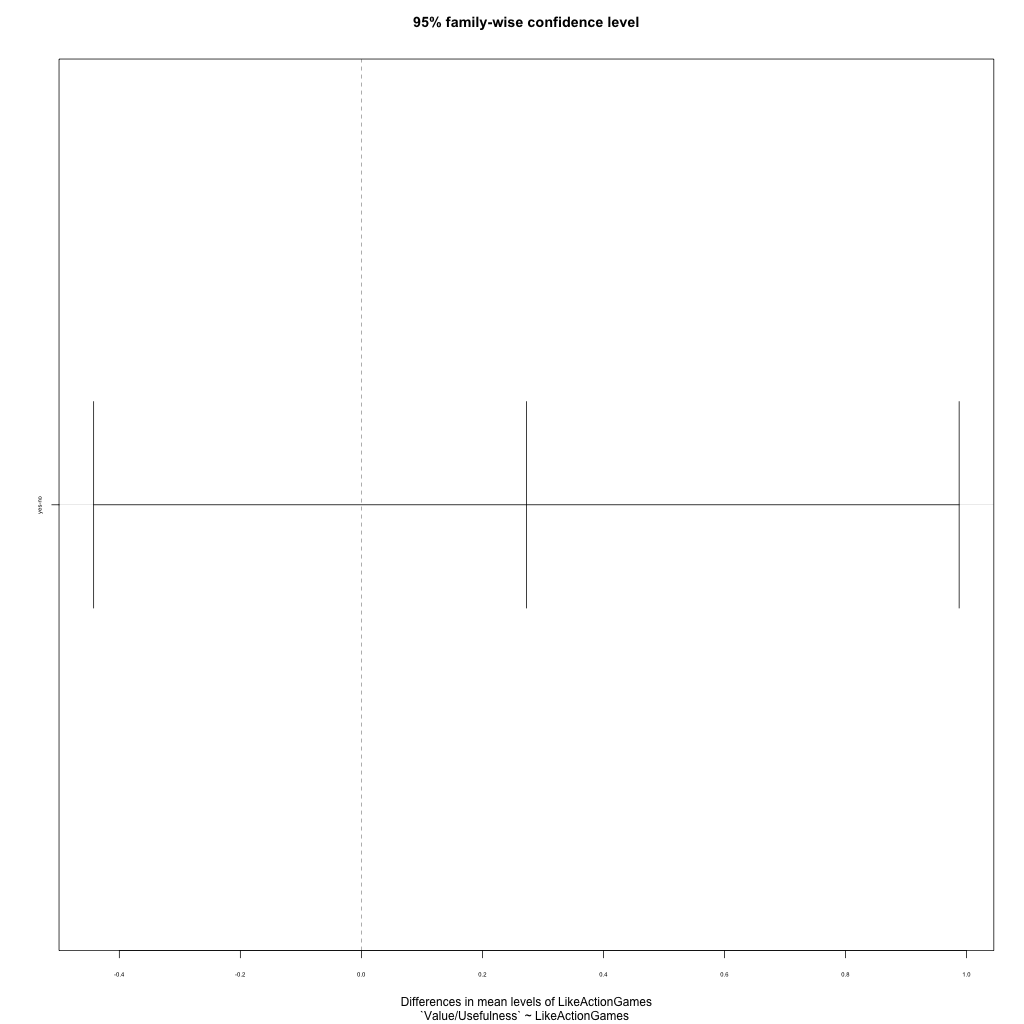 95% family-wise confidence level
yes-no
-0.4 -0.2 0.0 0.2 0.4 0.6 0.8 1.0
Differences in mean levels of LikeActionGames
`Value/Usefulness` ~ LikeActionGames